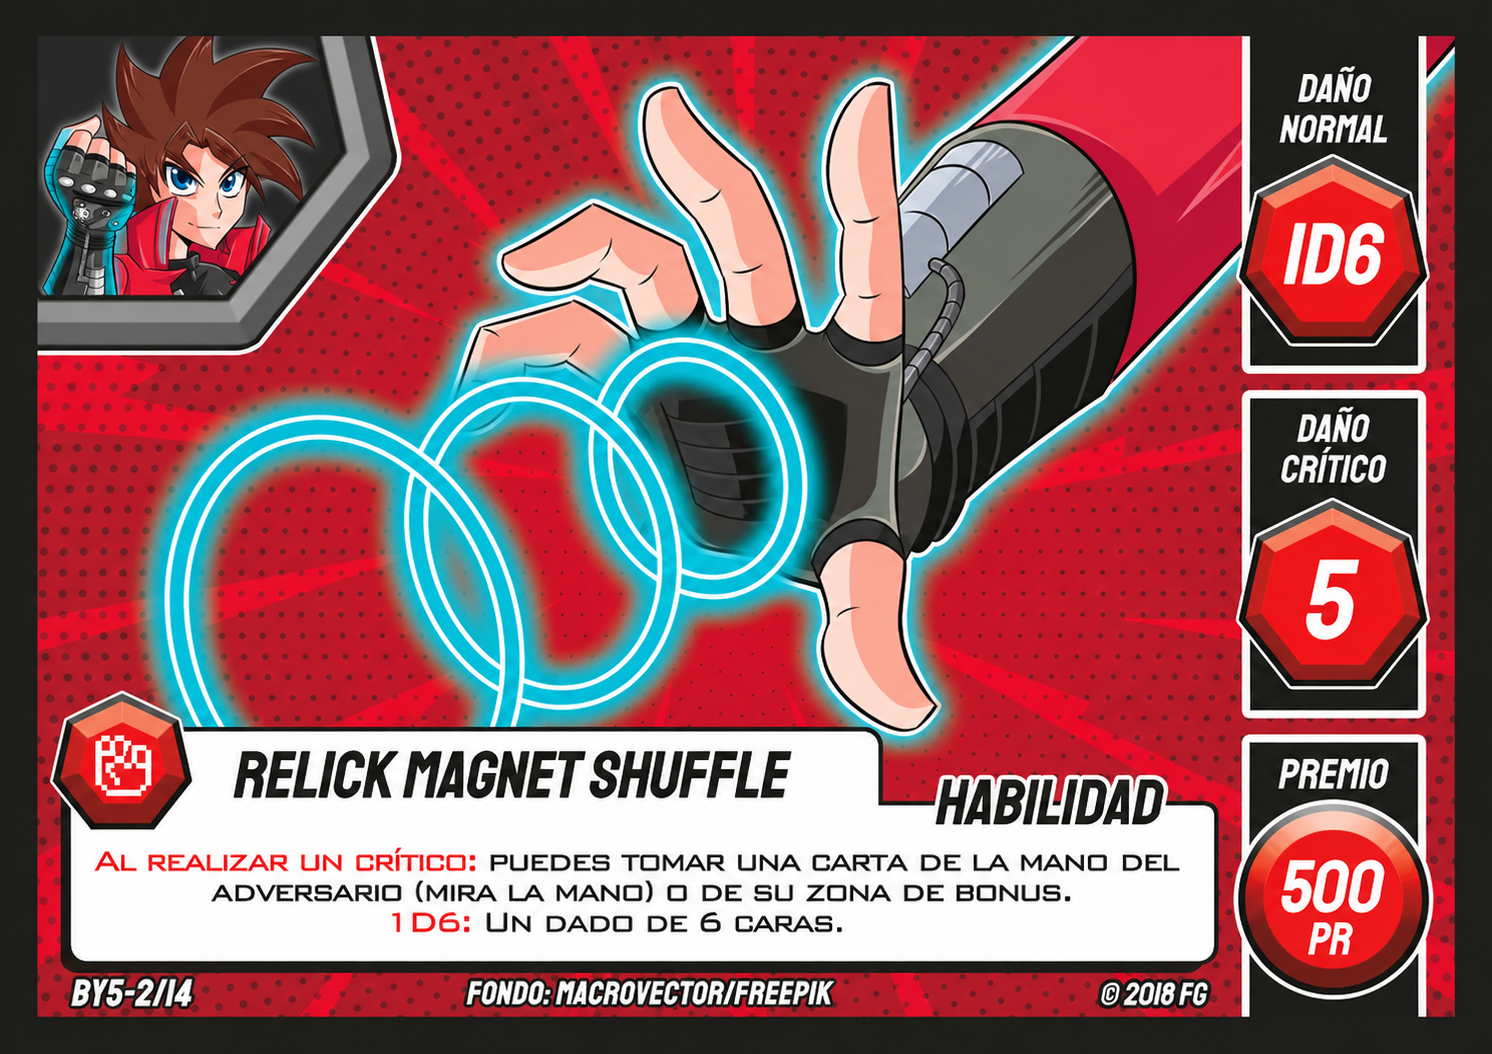 DAÑO
NORMAL
1D6
DAÑO
CRÍTICO
5
PREMIO
500
PR
RELICK MAGNET SHUFFLE
HABILIDAD
AL REALIZAR UN CRÍTICO: PUEDES TOMAR UNA CARTA DE LA MANO DEL
ADVERSARIO (MIRA LA MANO) O DE SU ZONA DE BONUS.
1D6: UN DADO DE 6 CARAS.
BY5-2/14
FONDO: MACROVECTOR/FREEPIK
© 2018 FG